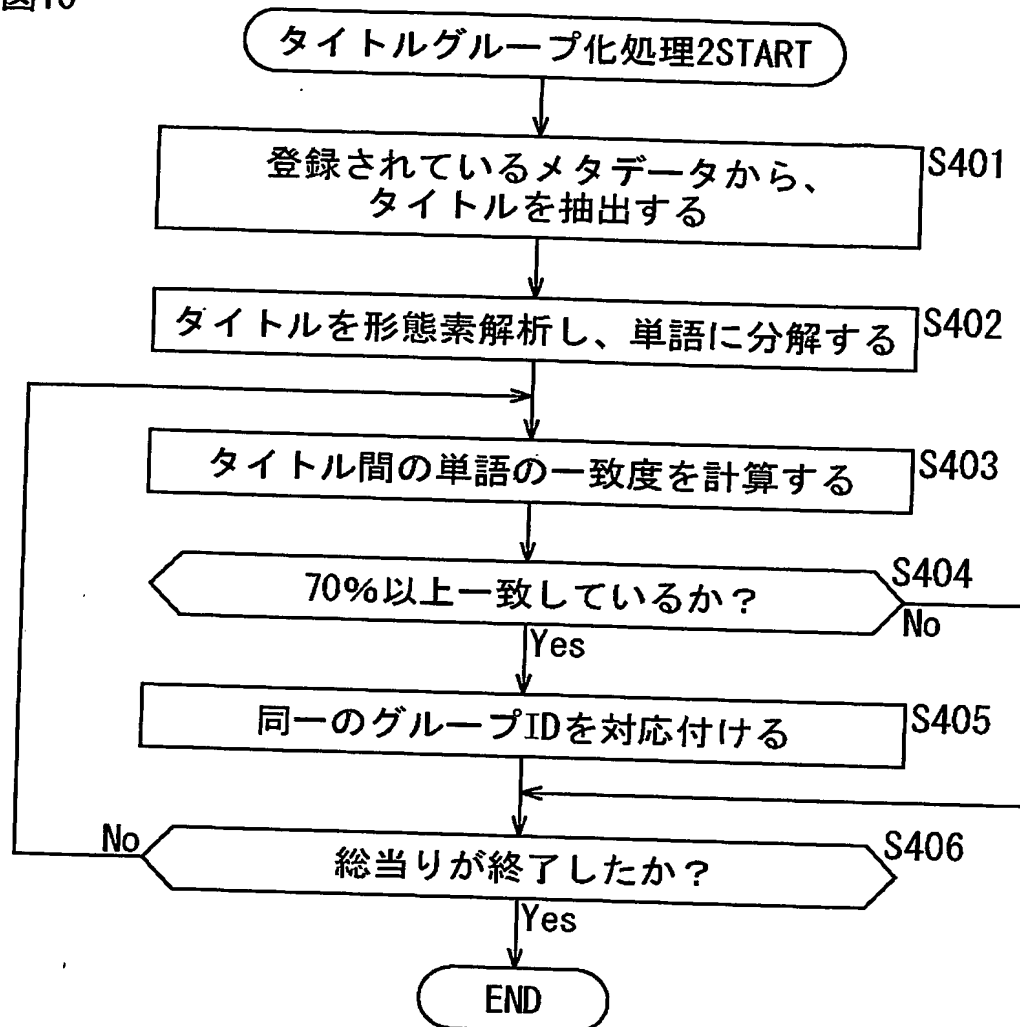 図10
タイトルグループ化処理2START
登録されているメタデータから、
タイトルを抽出する
S401
タイトルを形態素解析し、単語に分解する
S402
タイトル間の単語の一致度を計算する
S403
70%以上一致しているか？
S404
No
Yes
同一のグループIDを対応付ける
S405
No
総当りが終了したか？
S406
Yes
END